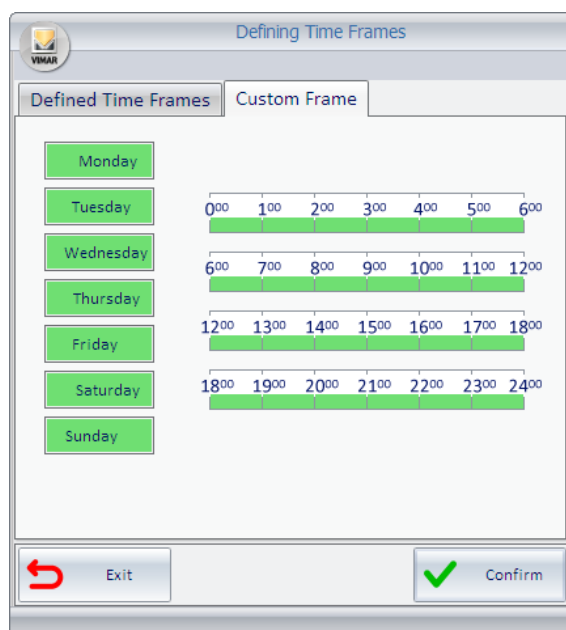 Defining Time Frames
VIMAR
Defined Time Frames Custom Frame
Monday
Tuesday
Wednesday
Thursday
Friday
Saturday
Sunday
0⁰⁰ 1⁰⁰ 2⁰⁰ 3⁰⁰ 4⁰⁰ 5⁰⁰ 6⁰⁰
6⁰⁰ 7⁰⁰ 8⁰⁰ 9⁰⁰ 10⁰⁰ 11⁰⁰ 12⁰⁰
12⁰⁰ 13⁰⁰ 14⁰⁰ 15⁰⁰ 16⁰⁰ 17⁰⁰ 18⁰⁰
18⁰⁰ 19⁰⁰ 20⁰⁰ 21⁰⁰ 22⁰⁰ 23⁰⁰ 24⁰⁰
Exit Confirm